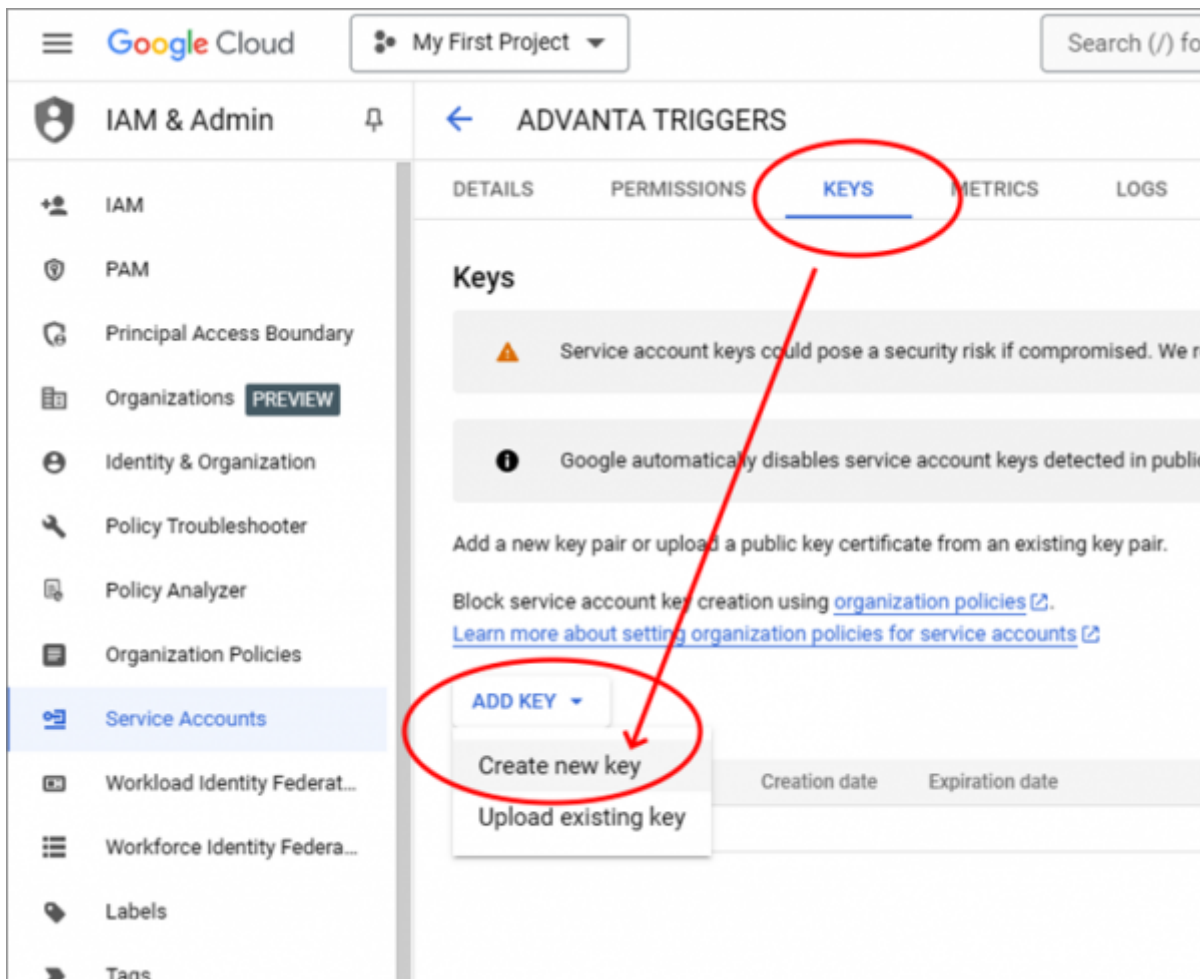 Google Cloud
My First Project
Search (/) fo
IAM & Admin
ADVANTA TRIGGERS
DETAILS PERMISSIONS KEYS METRICS LOGS
IAM
PAM
Principal Access Boundary
Organizations PREVIEW
Identity & Organization
Policy Troubleshooter
Policy Analyzer
Organization Policies
Service Accounts
Workload Identity Federat...
Workforce Identity Federa...
Labels
Tags
Keys
Service account keys could pose a security risk if compromised. We r
Google automatically disables service account keys detected in public
Add a new key pair or upload a public key certificate from an existing key pair.
Block service account key creation using organization policies.
Learn more about setting organization policies for service accounts
ADD KEY
Create new key
Upload existing key
Creation date Expiration date